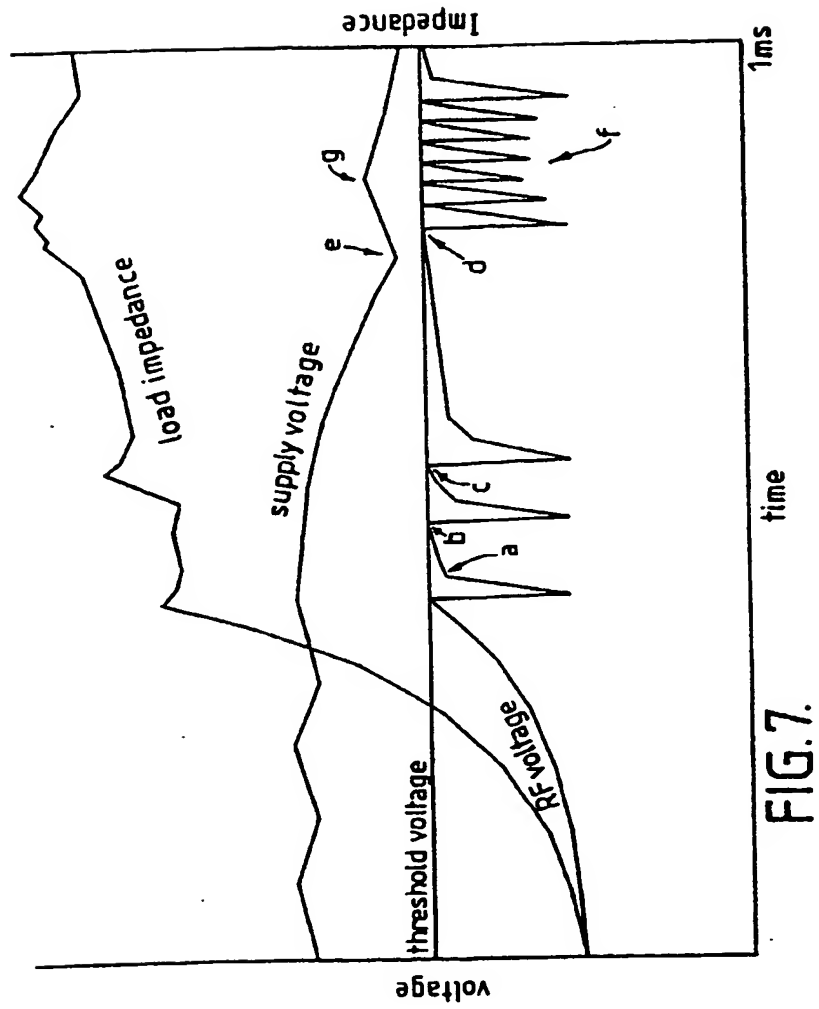 voltage
Impedance
load impedance
supply voltage
threshold voltage
RF voltage
g
e
a
b
c
d
f
time
1ms
FIG.7.